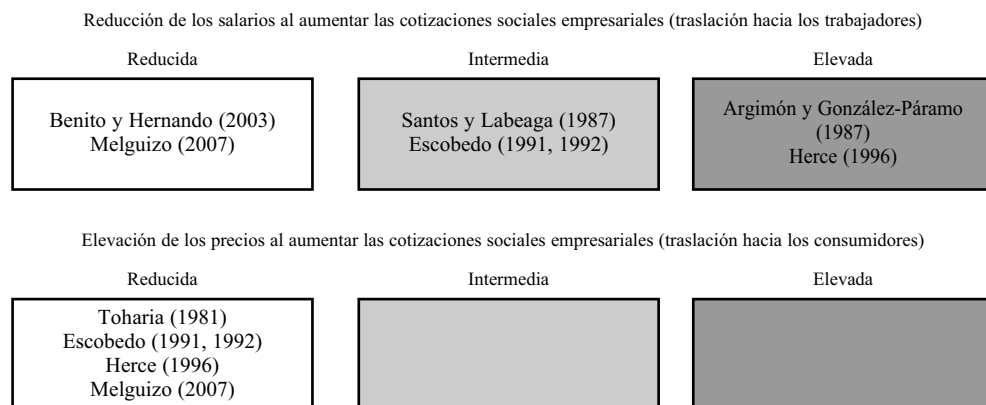 Reducción de los salarios al aumentar las cotizaciones sociales empresariales (traslación hacia los trabajadores)
Reducida
Intermedia
Elevada
Benito y Hernando (2003)
Melguizo (2007)
Santos y Labeaga (1987)
Escobedo (1991, 1992)
Argimón y González-Páramo
(1987)
Herce (1996)
Elevación de los precios al aumentar las cotizaciones sociales empresariales (traslación hacia los consumidores)
Reducida
Intermedia
Elevada
Toharia (1981)
Escobedo (1991, 1992)
Herce (1996)
Melguizo (2007)